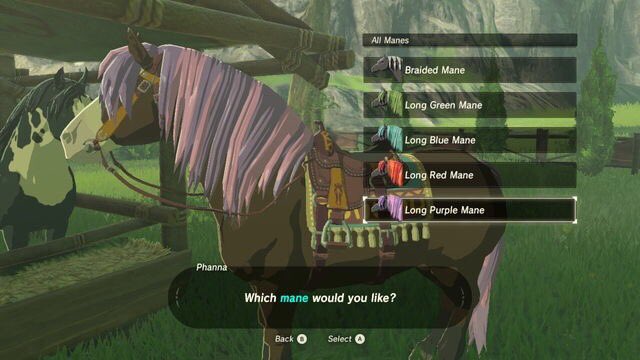 All Manes
Braided Mane
Long Green Mane
Long Blue Mane
Long Red Mane
Long Purple Mane
Phanna
Which mane would you like?
Back B Select A